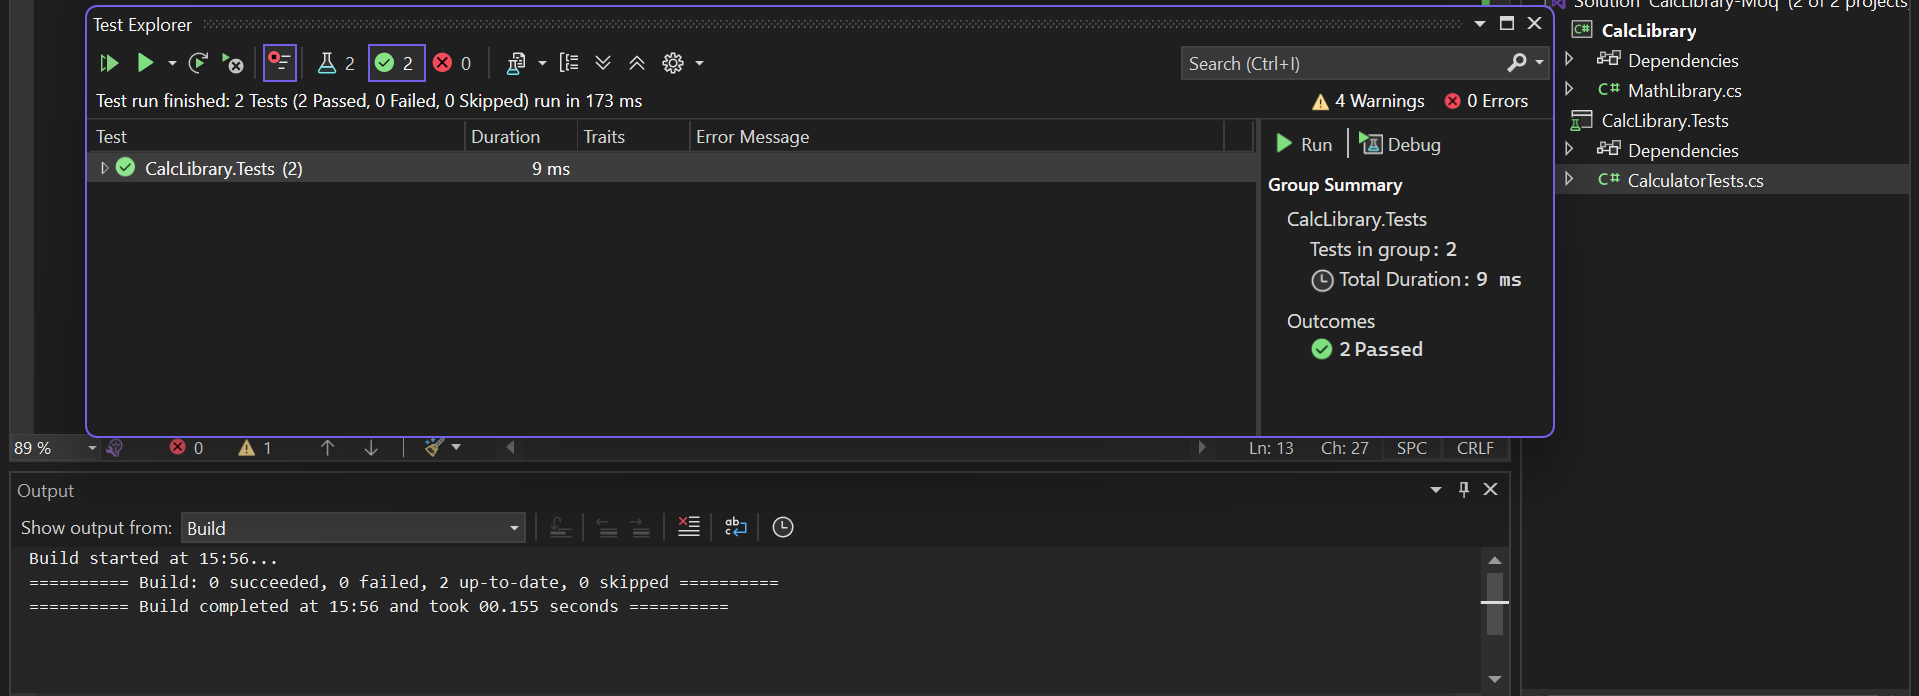 Test Explorer
2 2 0
Search (Ctrl+I)
Test run finished: 2 Tests (2 Passed, 0 Failed, 0 Skipped) run in 173 ms
4 Warnings 0 Errors
Test Duration Traits Error Message
CalcLibrary.Tests (2) 9 ms
Run Debug
Group Summary
CalcLibrary.Tests
Tests in group: 2
Total Duration: 9 ms
Outcomes
2 Passed
89 % 0 1 Ln: 13 Ch: 27 SPC CRLF
Output
Show output from: Build
Build started at 15:56...
========== Build: 0 succeeded, 0 failed, 2 up-to-date, 0 skipped ==========
========== Build completed at 15:56 and took 00.155 seconds ==========
Solution 'CalcLibrary-Moq' (2 of 2 projects)
C# CalcLibrary
Dependencies
C# MathLibrary.cs
CalcLibrary.Tests
Dependencies
C# CalculatorTests.cs